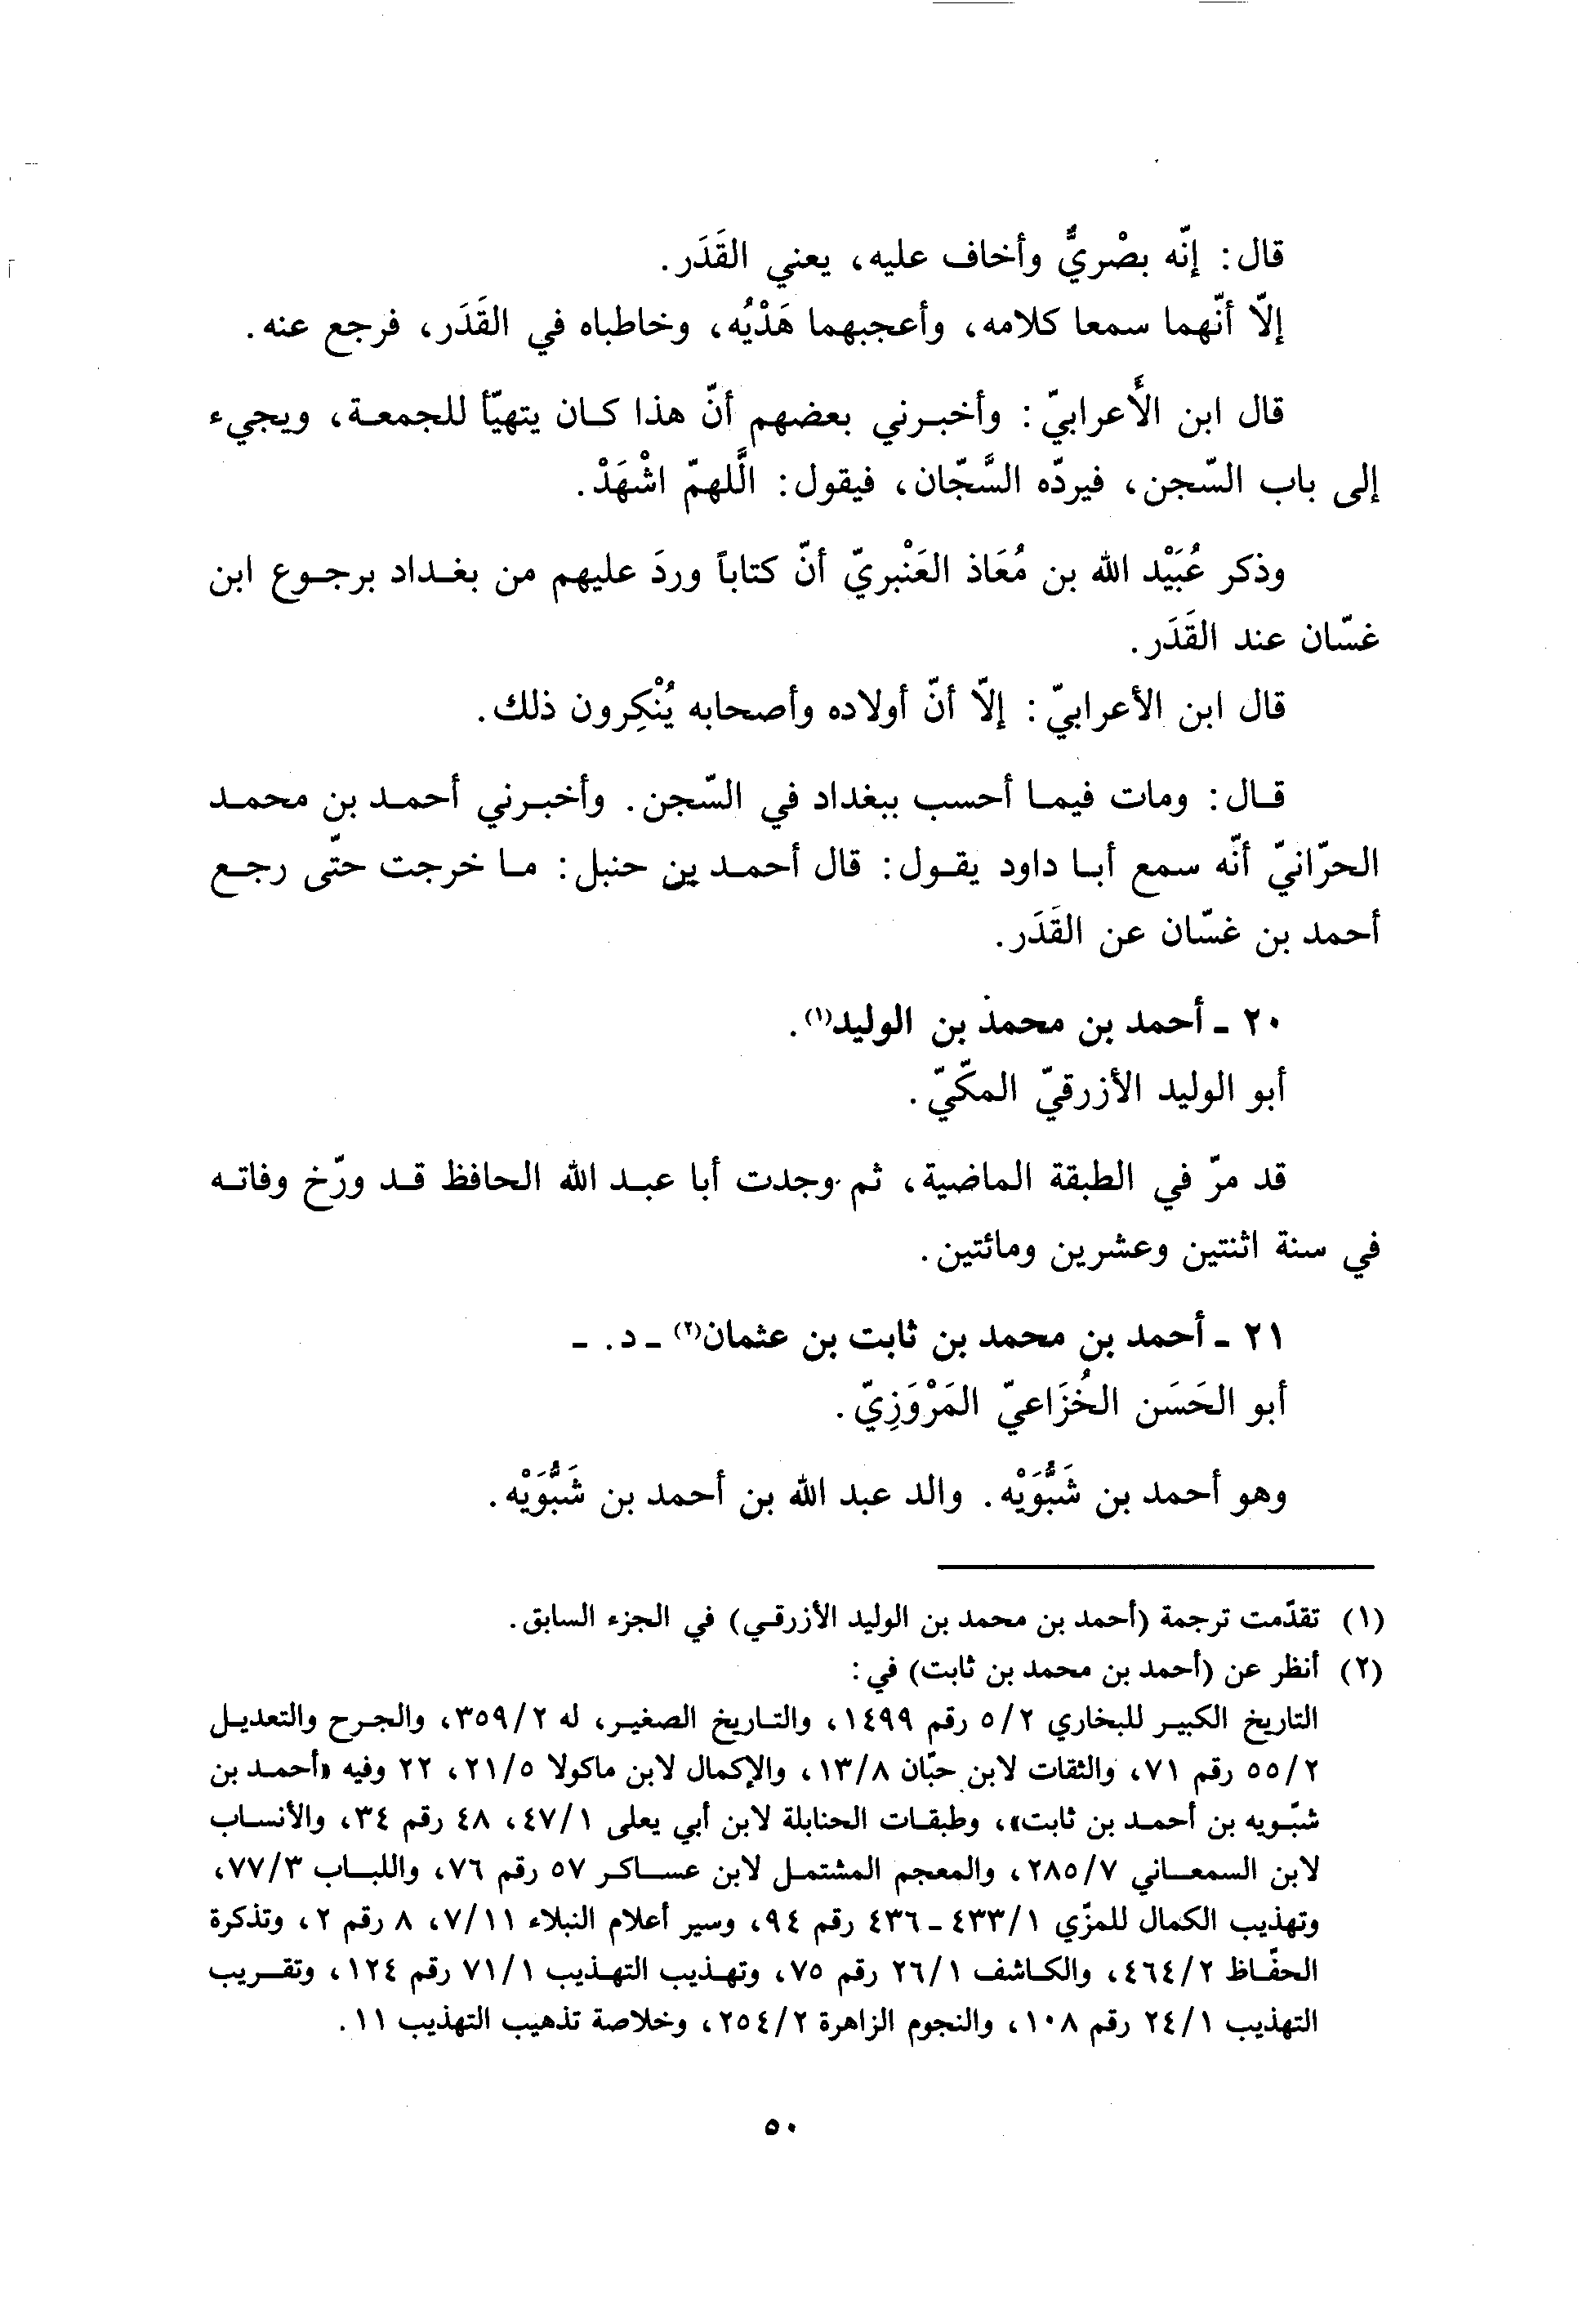 قال: إنّه بصْريٌّ وأخاف عليه، يعني القَدَر.
إلّا أنّهما سمعا كلامه، وأعجبهما هَدْيُه، وخاطباه في القَدَر، فرجع عنه.
قال ابن الأَعرابيّ: وأخبرني بعضهم أنّ هذا كان يتهيّأ للجمعة، ويجيء
إلى باب السّجن، فيردّه السَّجّان، فيقول: الَّلهمّ اشْهَدْ.
وذكر عُبَيْد الله بن مُعَاذ العَنْبريّ أنّ كتاباً وردَ عليهم من بغداد برجوع ابن
غسّان عند القَدَر.
قال ابن الأعرابيّ: إلّا أنّ أولاده وأصحابه يُنْكِرون ذلك.
قال: ومات فيما أحسب ببغداد في السّجن. وأخبرني أحمد بن محمد
الحرّانيّ أنّه سمع أبا داود يقول: قال أحمد بن حنبل: ما خرجت حتّى رجع
أحمد بن غسّان عن القَدَر.
٢٠ ـ أحمد بن محمد بن الوليد(١).
أبو الوليد الأزرقيّ المكّيّ.
قد مرّ في الطبقة الماضية، ثم وجدت أبا عبد الله الحافظ قد ورّخ وفاته
في سنة اثنتين وعشرين ومائتين.
٢١ ـ أحمد بن محمد بن ثابت بن عثمان(٢) ـ د. ـ
أبو الحَسَن الخُزَاعيّ المَرْوَزِيّ.
وهو أحمد بن شَبُّوَيْه. والد عبد الله بن أحمد بن شَبُّوَيْه.
(١) تقدّمت ترجمة (أحمد بن محمد بن الوليد الأزرقي) في الجزء السابق.
(٢) أنظر عن (أحمد بن محمد بن ثابت) في:
التاريخ الكبير للبخاري ٥/٢ رقم ١٤٩٩، والتاريخ الصغير، له ٣٥٩/٢، والجرح والتعديل
٥٥/٢ رقم ٧١، والثقات لابن حبّان ١٣/٨، والإكمال لابن ماكولا ٢١/٥، ٢٢ وفيه «أحمد بن
شبّويه بن أحمد بن ثابت»، وطبقات الحنابلة لابن أبي يعلى ٤٧/١، ٤٨ رقم ٣٤، والأنساب
لابن السمعاني ٢٨٥/٧، والمعجم المشتمل لابن عساكر ٥٧ رقم ٧٦، واللباب ٧٧/٣،
وتهذيب الكمال للمزّي ٤٣٣/١ ـ ٤٣٦ رقم ٩٤، وسير أعلام النبلاء ٧/١١، ٨ رقم ٢، وتذكرة
الحفّاظ ٤٦٤/٢، والكاشف ٢٦/١ رقم ٧٥، وتهذيب التهذيب ٧١/١ رقم ١٢٤، وتقريب
التهذيب ٢٤/١ رقم ١٠٨، والنجوم الزاهرة ٢٥٤/٢، وخلاصة تذهيب التهذيب ١١.
٥٠